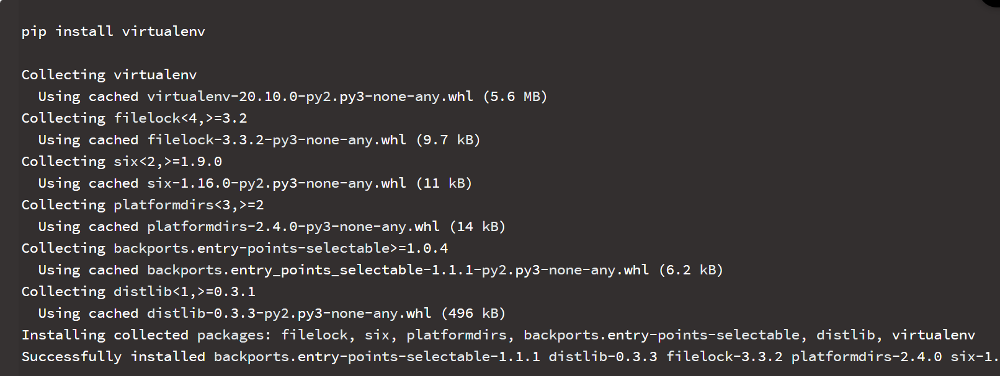 pip install virtualenv
Collecting virtualenv
Using cached virtualenv-20.10.0-py2.py3-none-any.whl (5.6 MB)
Collecting filelock<4,>=3.2
Using cached filelock-3.3.2-py3-none-any.whl (9.7 kB)
Collecting six<2,>=1.9.0
Using cached six-1.16.0-py2.py3-none-any.whl (11 kB)
Collecting platformdirs<3,>=2
Using cached platformdirs-2.4.0-py3-none-any.whl (14 kB)
Collecting backports.entry-points-selectable>=1.0.4
Using cached backports.entry_points_selectable-1.1.1-py2.py3-none-any.whl (6.2 kB)
Collecting distlib<1,>=0.3.1
Using cached distlib-0.3.3-py2.py3-none-any.whl (496 kB)
Installing collected packages: filelock, six, platformdirs, backports.entry-points-selectable, distlib, virtualenv
Successfully installed backports.entry-points-selectable-1.1.1 distlib-0.3.3 filelock-3.3.2 platformdirs-2.4.0 six-1.